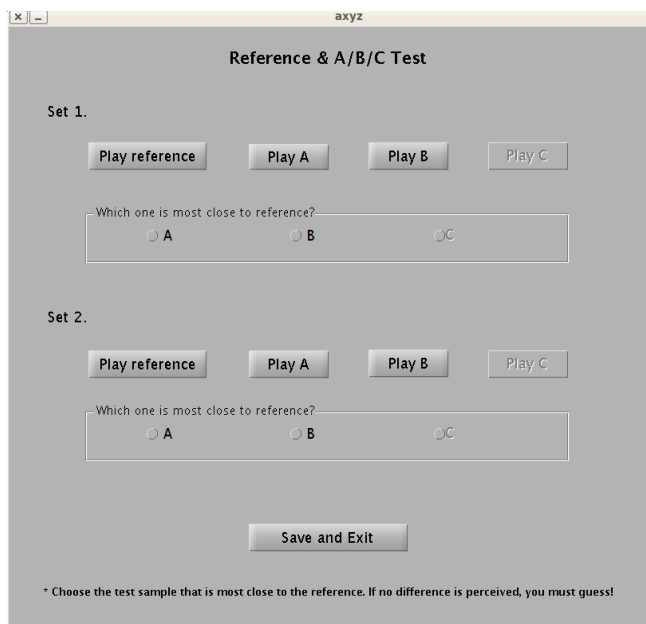 axyz
Reference & A/B/C Test
Set 1.
Play reference Play A Play B Play C
Which one is most close to reference?
A B C
Set 2.
Play reference Play A Play B Play C
Which one is most close to reference?
A B C
Save and Exit
* Choose the test sample that is most close to the reference. If no difference is perceived, you must guess!